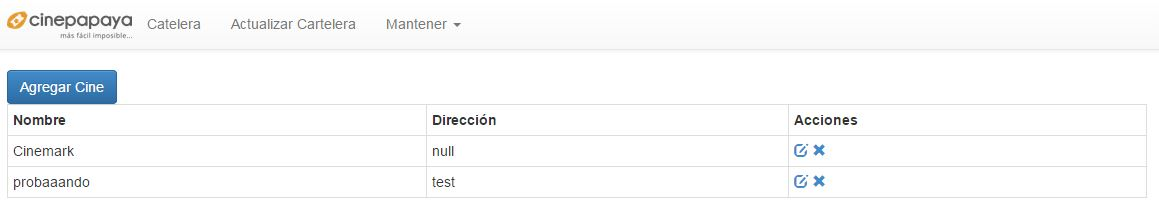 cinepapaya Catelera Actualizar Cartelera Mantener
más fácil imposible...
Agregar Cine
Nombre Dirección Acciones
Cinemark null
probaaando test